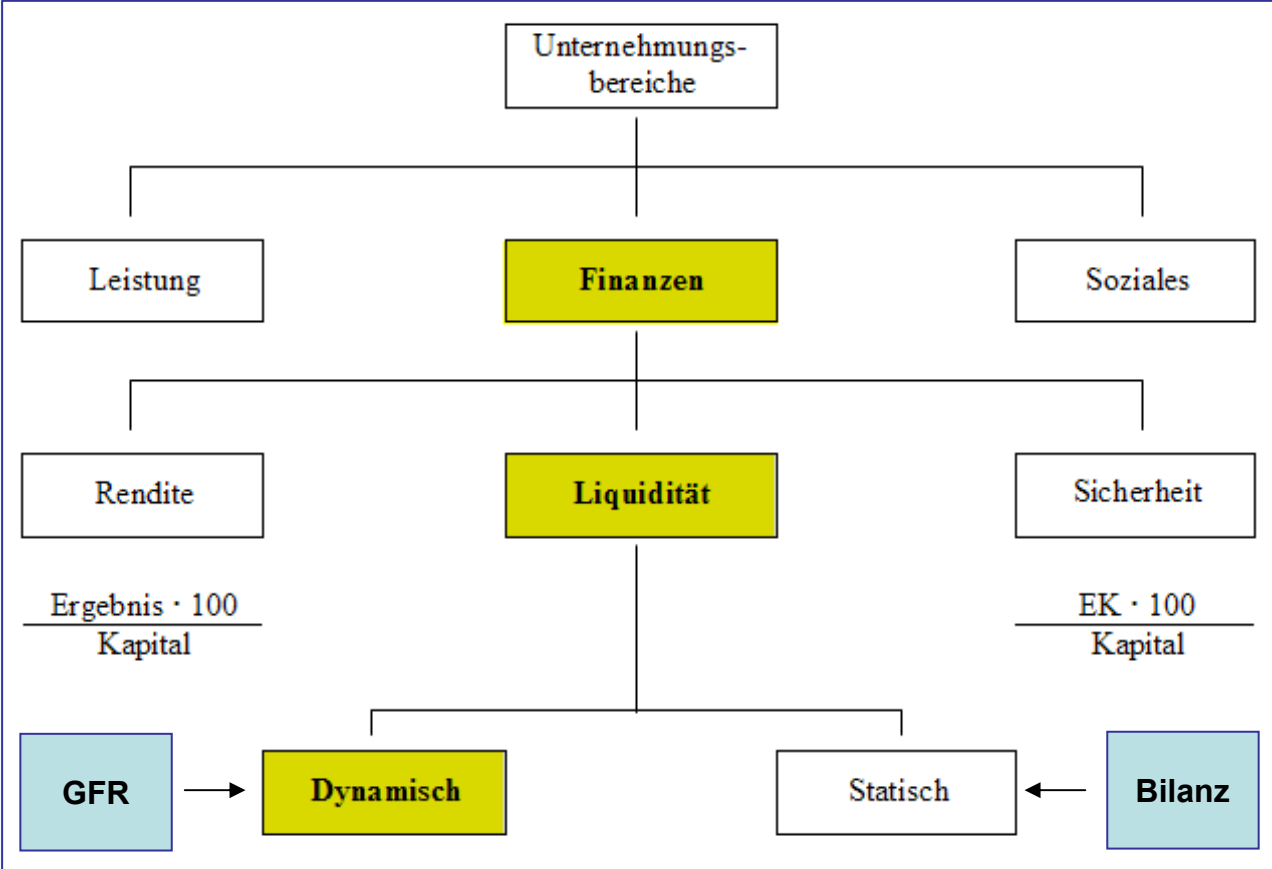 Unternehmungs-
bereiche
Leistung
Finanzen
Soziales
Rendite
Liquidität
Sicherheit
Ergebnis · 100
Kapital
EK · 100
Kapital
GFR
Dynamisch
Statisch
Bilanz